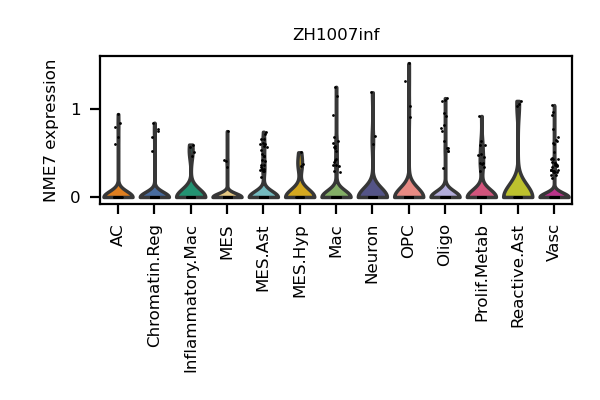 ZH1007inf
NME7 expression
1
0
AC
Chromatin.Reg
Inflammatory.Mac
MES
MES.Ast
MES.Hyp
Mac
Neuron
OPC
Oligo
Prolif.Metab
Reactive.Ast
Vasc